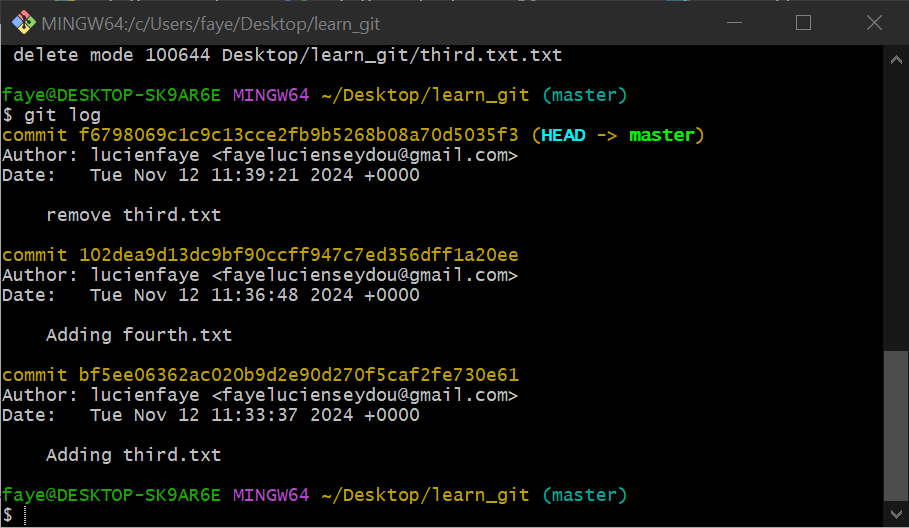 MINGW64:/c/Users/faye/Desktop/learn_git
 delete mode 100644 Desktop/learn_git/third.txt.txt
faye@DESKTOP-SK9AR6E MINGW64 ~/Desktop/learn_git (master)
$ git log
commit f6798069c1c9c13cce2fb9b5268b08a70d5035f3 (HEAD -> master)
Author: lucienfaye <fayelucienseydou@gmail.com>
Date:   Tue Nov 12 11:39:21 2024 +0000
    remove third.txt
commit 102dea9d13dc9bf90ccff947c7ed356dff1a20ee
Author: lucienfaye <fayelucienseydou@gmail.com>
Date:   Tue Nov 12 11:36:48 2024 +0000
    Adding fourth.txt
commit bf5ee06362ac020b9d2e90d270f5caf2fe730e61
Author: lucienfaye <fayelucienseydou@gmail.com>
Date:   Tue Nov 12 11:33:37 2024 +0000
    Adding third.txt
faye@DESKTOP-SK9AR6E MINGW64 ~/Desktop/learn_git (master)
$